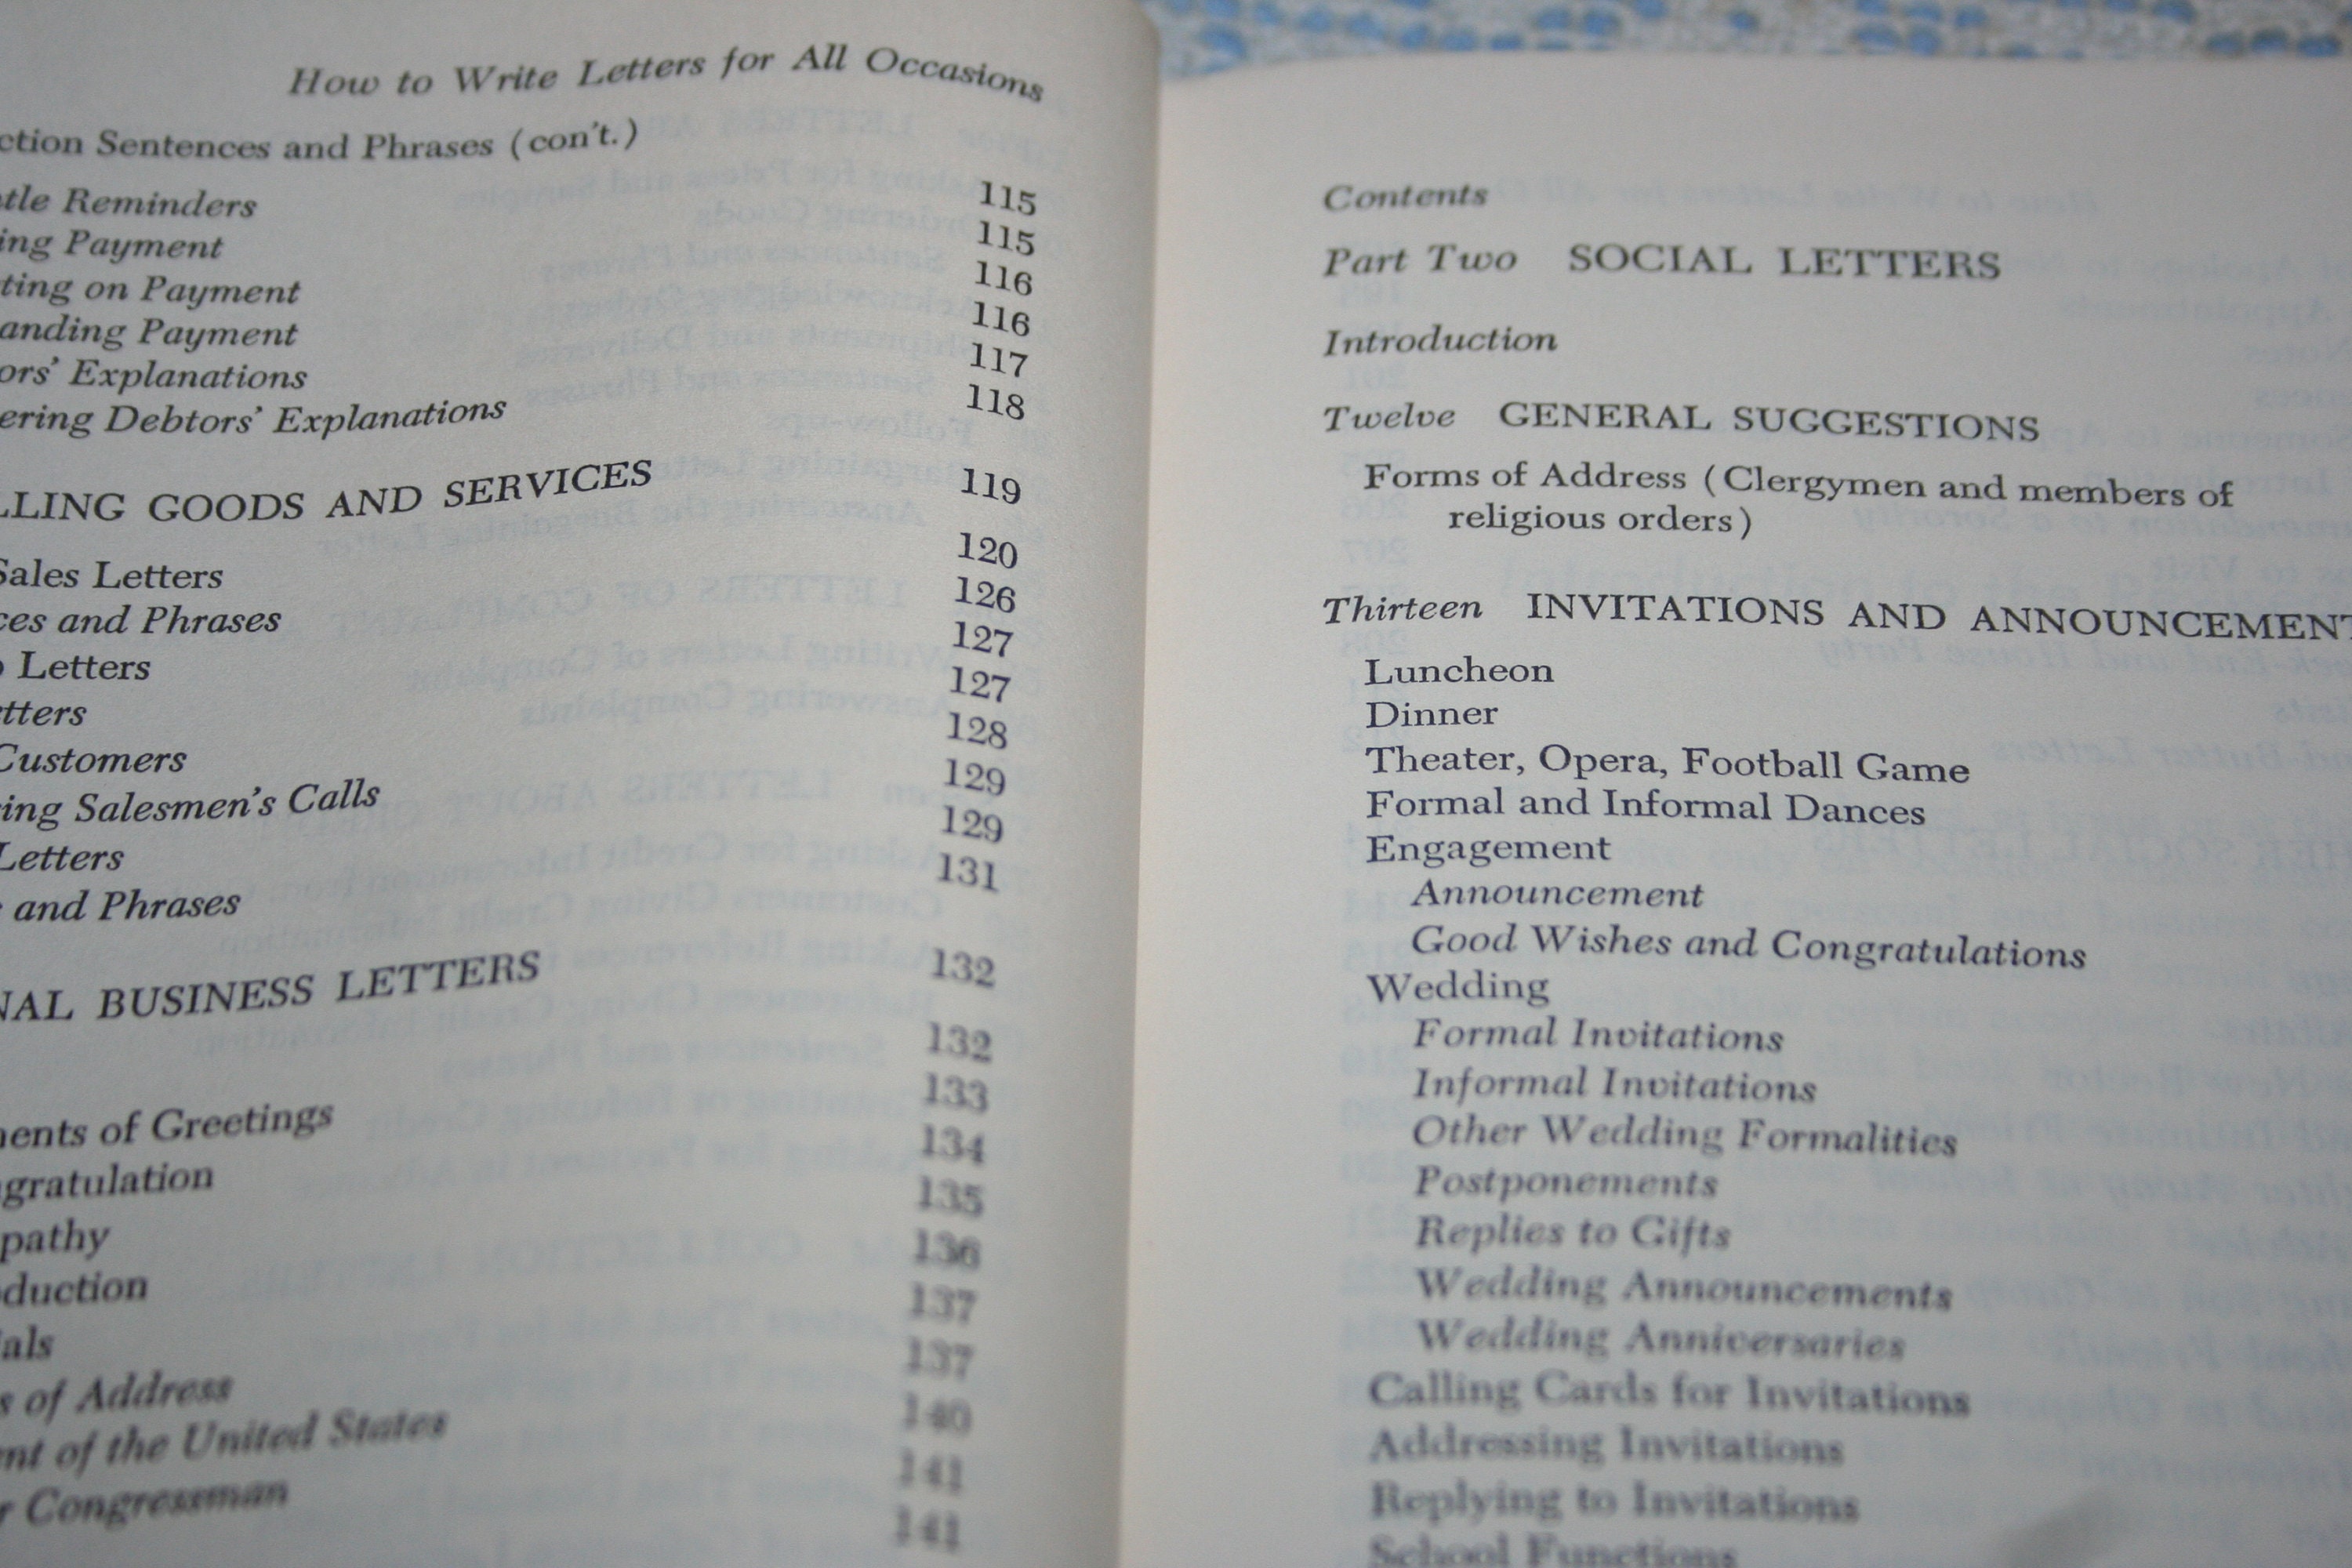 How to Write Letters for All Occasions
ction Sentences and Phrases (con't.)
tle Reminders 115
ing Payment 115
ting on Payment 116
anding Payment 116
ors' Explanations 117
ering Debtors' Explanations 118
LLING GOODS AND SERVICES 119
Sales Letters 120
ces and Phrases 126
Letters 127
tters 127
Customers 128
ing Salesmen's Calls 129
Letters 129
and Phrases 131
NAL BUSINESS LETTERS 132
132
ents of Greetings 133
gratulation 134
pathy 135
duction 136
als 137
s of Address 137
nt of the United States 140
r Congressman 141
141
Contents
Part Two SOCIAL LETTERS
Introduction
Twelve GENERAL SUGGESTIONS
Forms of Address (Clergymen and members of
religious orders)
Thirteen INVITATIONS AND ANNOUNCEMENT
Luncheon
Dinner
Theater, Opera, Football Game
Formal and Informal Dances
Engagement
Announcement
Good Wishes and Congratulations
Wedding
Formal Invitations
Informal Invitations
Other Wedding Formalities
Postponements
Replies to Gifts
Wedding Announcements
Wedding Anniversaries
Calling Cards for Invitations
Addressing Invitations
Replying to Invitations
School Functions